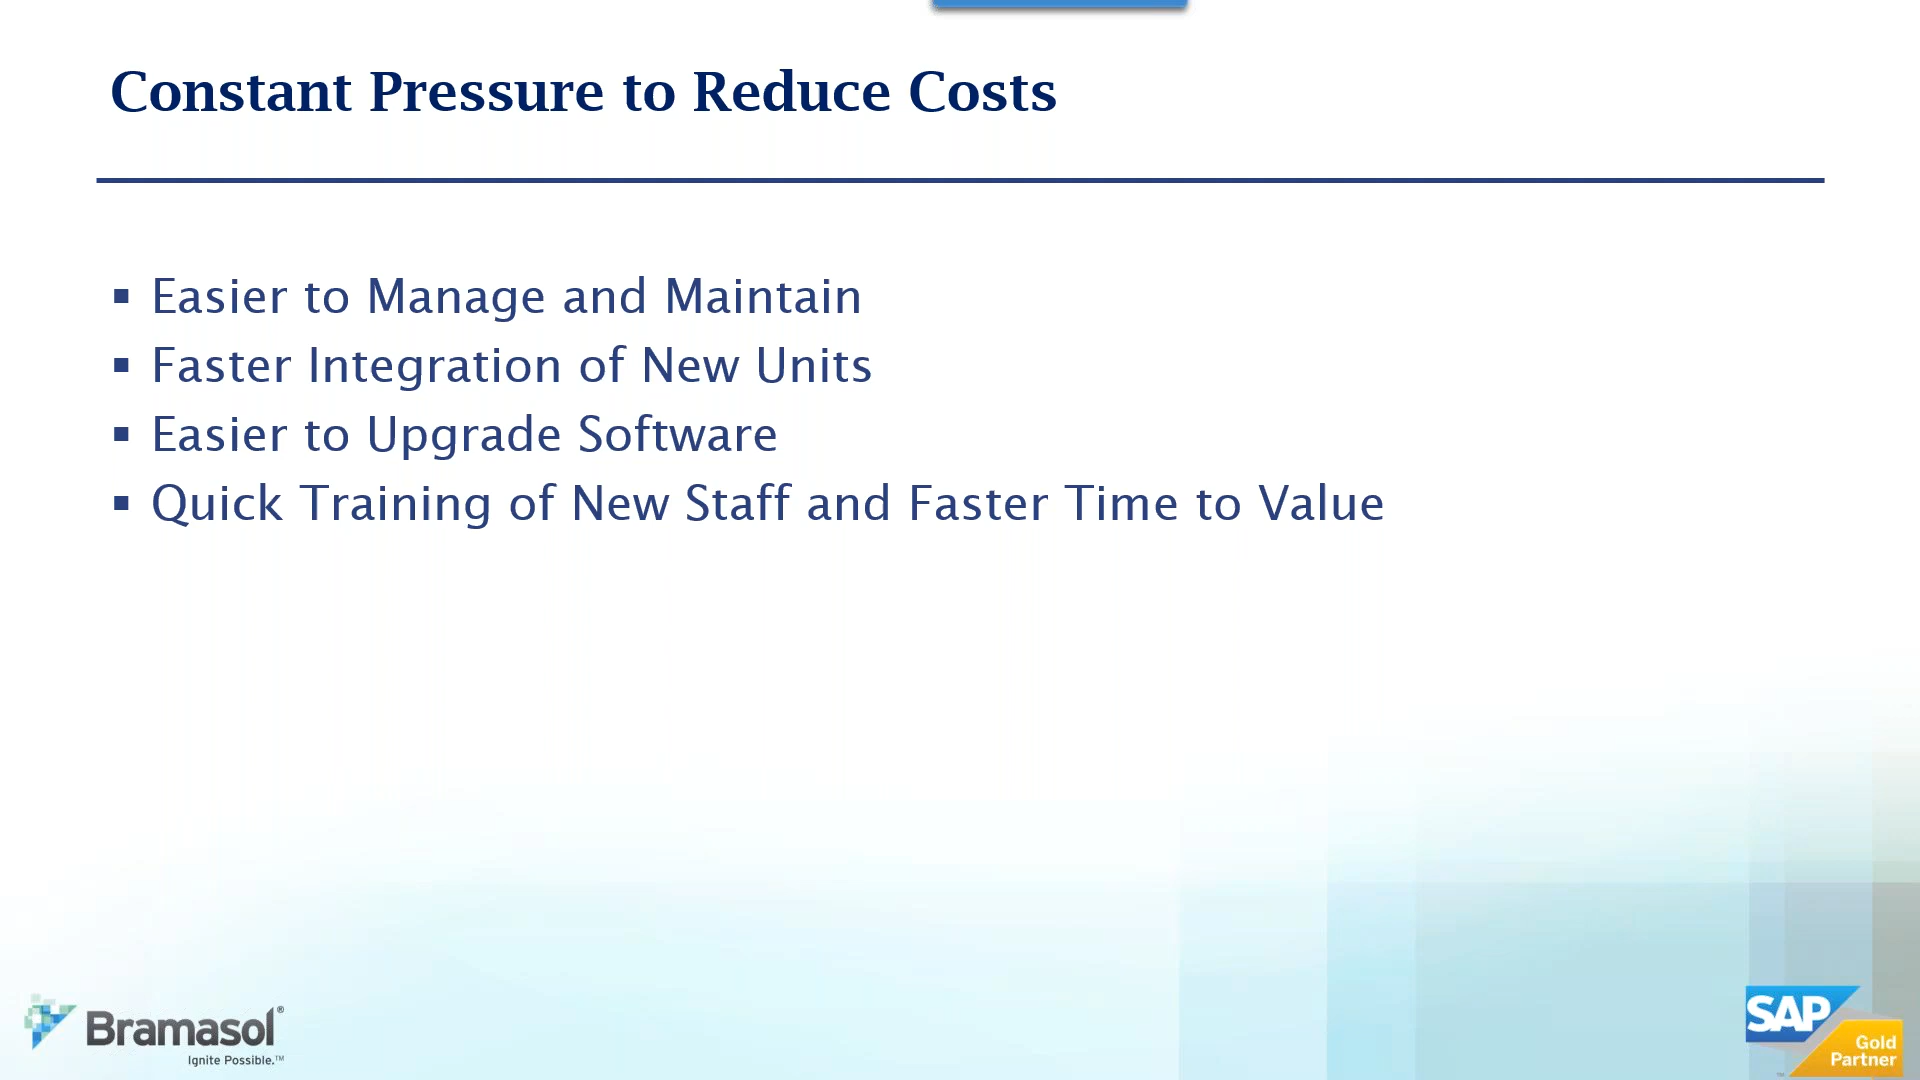 Constant Pressure to Reduce Costs
▪ Easier to Manage and Maintain
▪ Faster Integration of New Units
▪ Easier to Upgrade Software
▪ Quick Training of New Staff and Faster Time to Value
Bramasol®
Ignite Possible.™
SAP
Gold
Partner
™